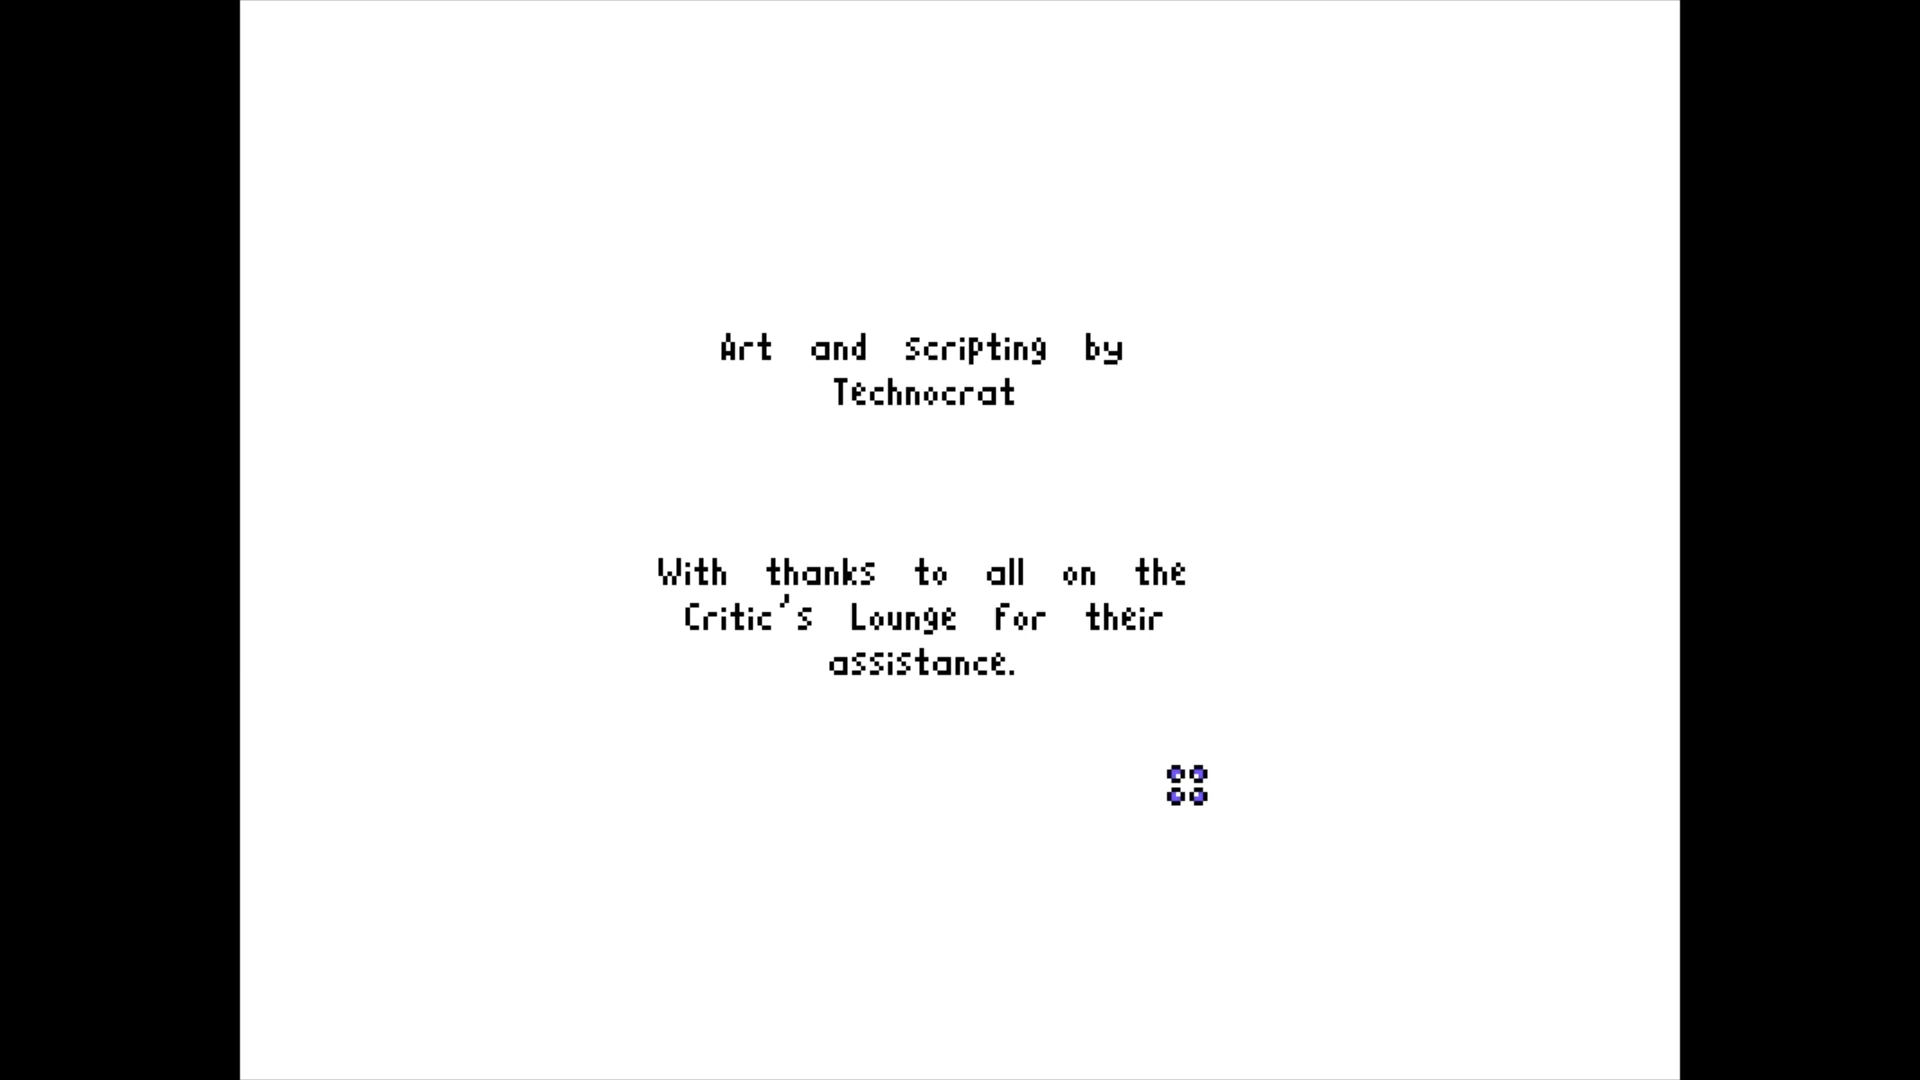 Art and scripting by
Technocrat
With thanks to all on the
Critic's Lounge for their
assistance.